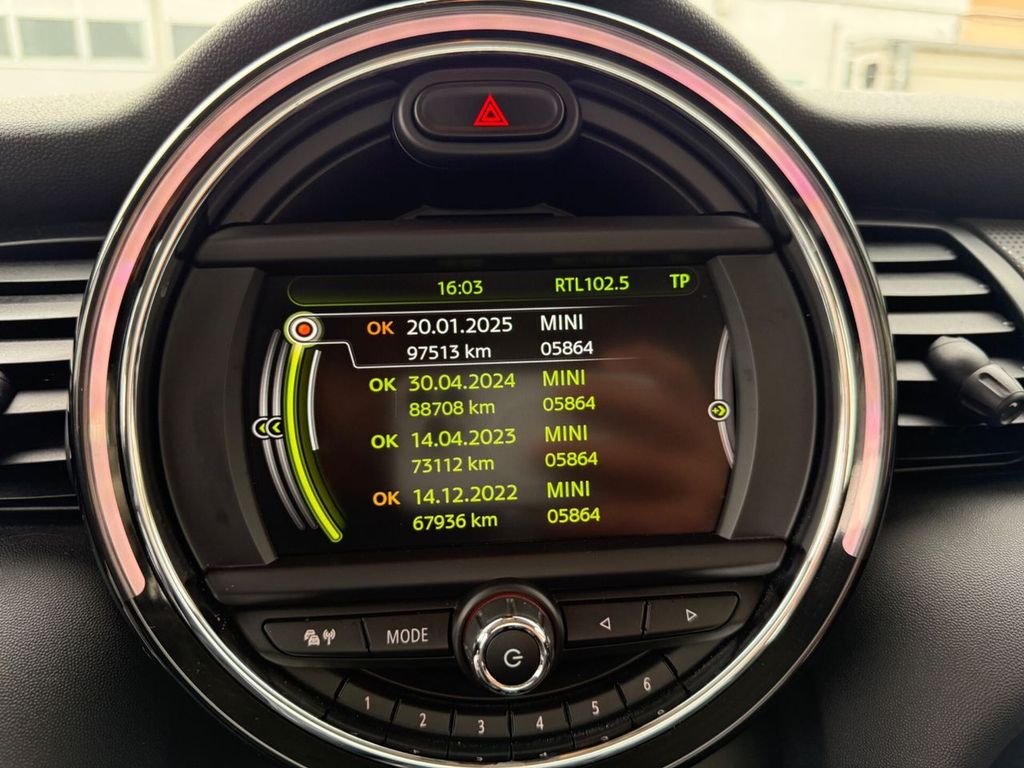 16:03 RTL102.5 TP
OK 20.01.2025 MINI
97513 km 05864
OK 30.04.2024 MINI
88708 km 05864
OK 14.04.2023 MINI
73112 km 05864
OK 14.12.2022 MINI
67936 km 05864
MODE
1 2 3 4 5 6